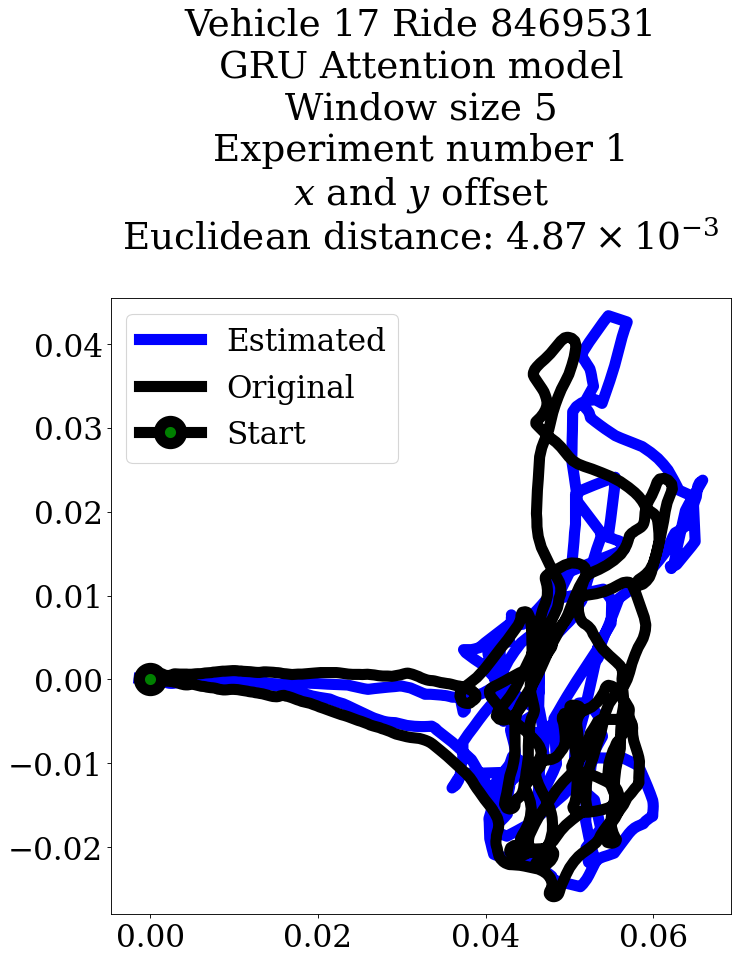 Vehicle 17 Ride 8469531
GRU Attention model
Window size 5
Experiment number 1
x and y offset
Euclidean distance: 4.87 × 10⁻³
Estimated
Original
Start
0.04
0.03
0.02
0.01
0.00
−0.01
−0.02
0.00 0.02 0.04 0.06